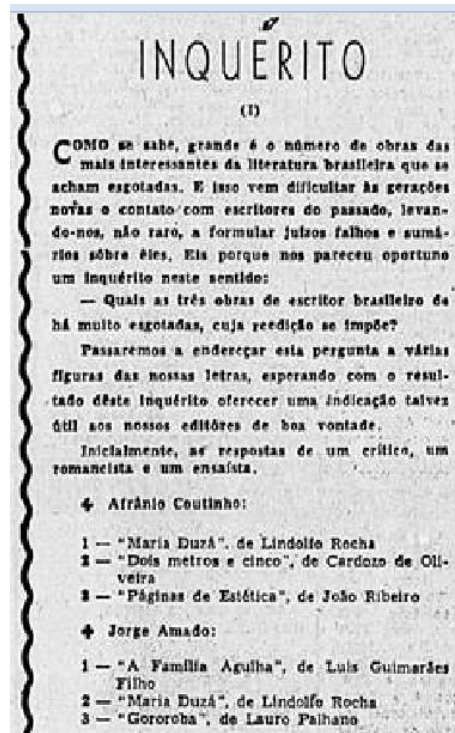 INQUÉRITO
(I)
COMO se sabe, grande é o número de obras das
mais interessantes da literatura brasileira que se
acham esgotadas. E isso vem dificultar às gerações
novas o contato com escritores do passado, levan-
do-nos, não raro, a formular juízos falhos e sumá-
rios sôbre êles. Eis porque nos pareceu oportuno
um inquérito neste sentido:
— Quais as três obras de escritor brasileiro de
há muito esgotadas, cuja reedição se impõe?
Passaremos a endereçar esta pergunta a várias
figuras das nossas letras, esperando com o resul-
tado dêste inquérito oferecer uma indicação talvez
útil aos nossos editôres de boa vontade.
Inicialmente, as respostas de um crítico, um
romancista e um ensaísta.
✦ Afrânio Coutinho:
1 — "Maria Duzá", de Lindolfo Rocha
2 — "Dois metros e cinco", de Cardozo de Oli-
veira
3 — "Páginas de Estética", de João Ribeiro
✦ Jorge Amado:
1 — "A Família Agulha", de Luis Guimarães
Filho
2 — "Maria Duzá", de Lindolfo Rocha
3 — "Gororoba", de Lauro Palhano